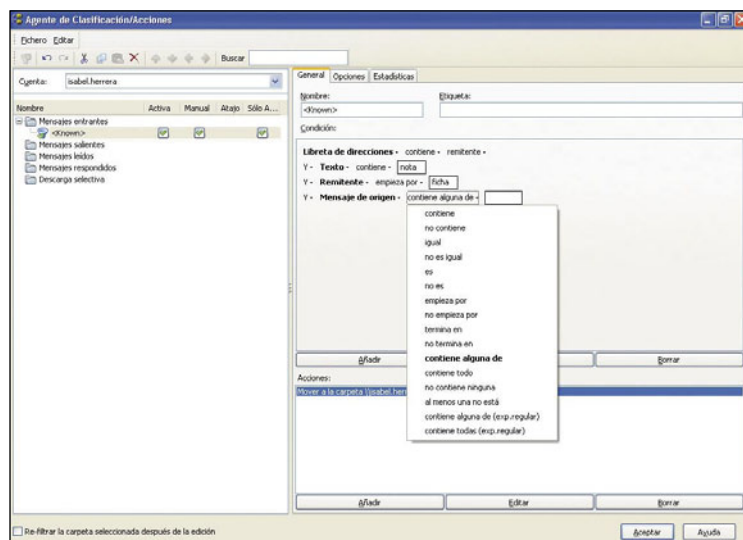 Agente de Clasificación/Acciones
Fichero Editar
Buscar
Cuenta: isabel.herrera
Nombre Activa Manual Atajo Sólo A...
Mensajes entrantes
<Known>
Mensajes salientes
Mensajes leídos
Mensajes respondidos
Descarga selectiva
General Opciones Estadísticas
Nombre: Etiqueta:
<Known>
Condición:
Libreta de direcciones - contiene - remitente -
Y - Texto - contiene - nota
Y - Remitente - empieza por - ficha
Y - Mensaje de origen - contiene alguna de -
contiene
no contiene
igual
no es igual
es
no es
empieza por
no empieza por
termina en
no termina en
contiene alguna de
contiene todo
no contiene ninguna
al menos una no está
contiene alguna de (exp.regular)
contiene todas (exp.regular)
Añadir Borrar
Acciones:
Mover a la carpeta \\isabel.herr
Añadir Editar Borrar
Re-filtrar la carpeta seleccionada después de la edición
Aceptar Ayuda